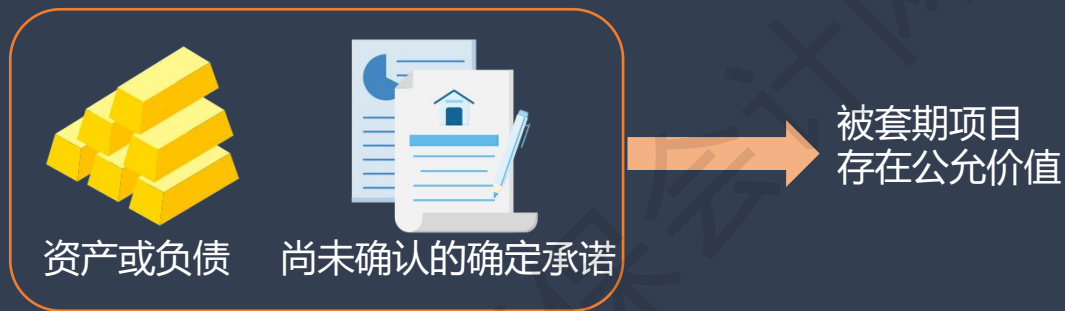 被套期项目
存在公允价值
资产或负债
尚未确认的确定承诺